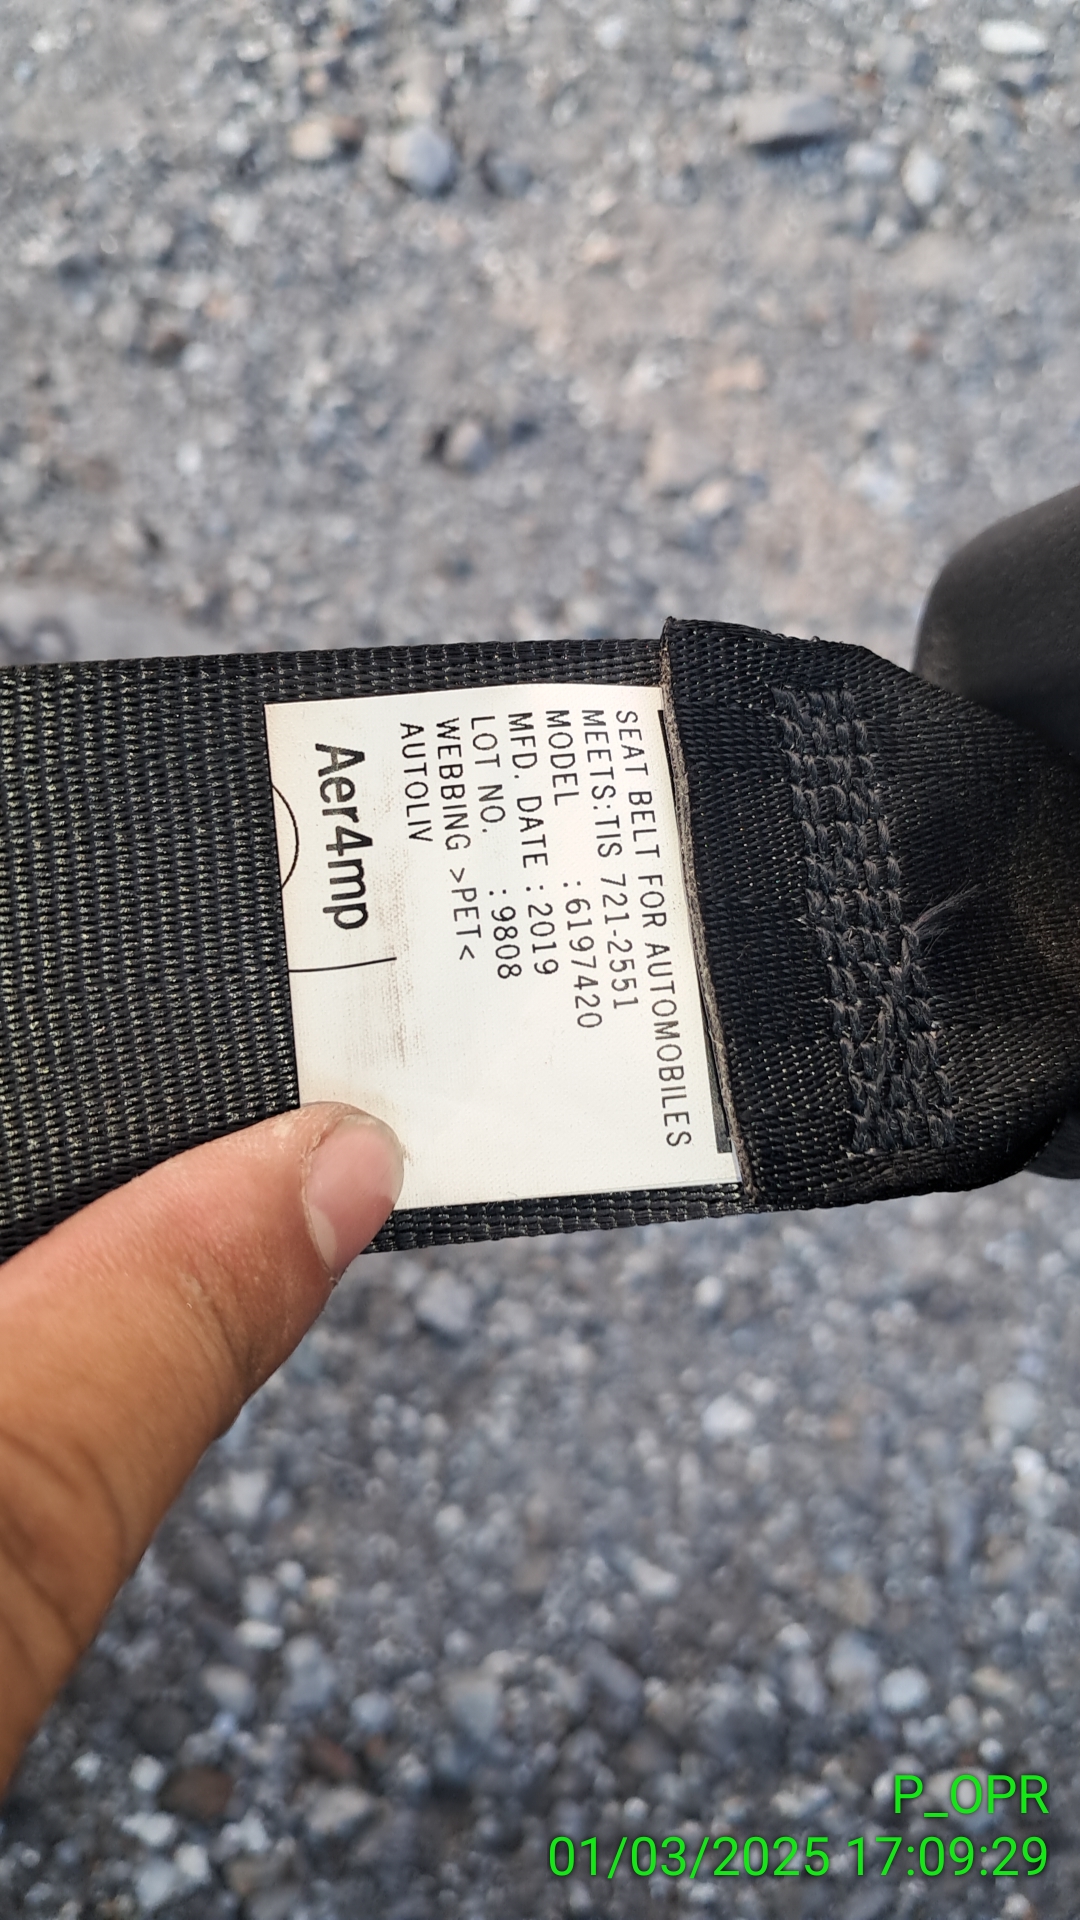 SEAT BELT FOR AUTOMOBILES
MEETS:TIS 721-2551
MODEL :6197420
MFD. DATE : 2019
LOT NO. : 9808
WEBBING >PET<
AUTOLIV
Aer4mp
P_OPR
01/03/2025 17:09:29